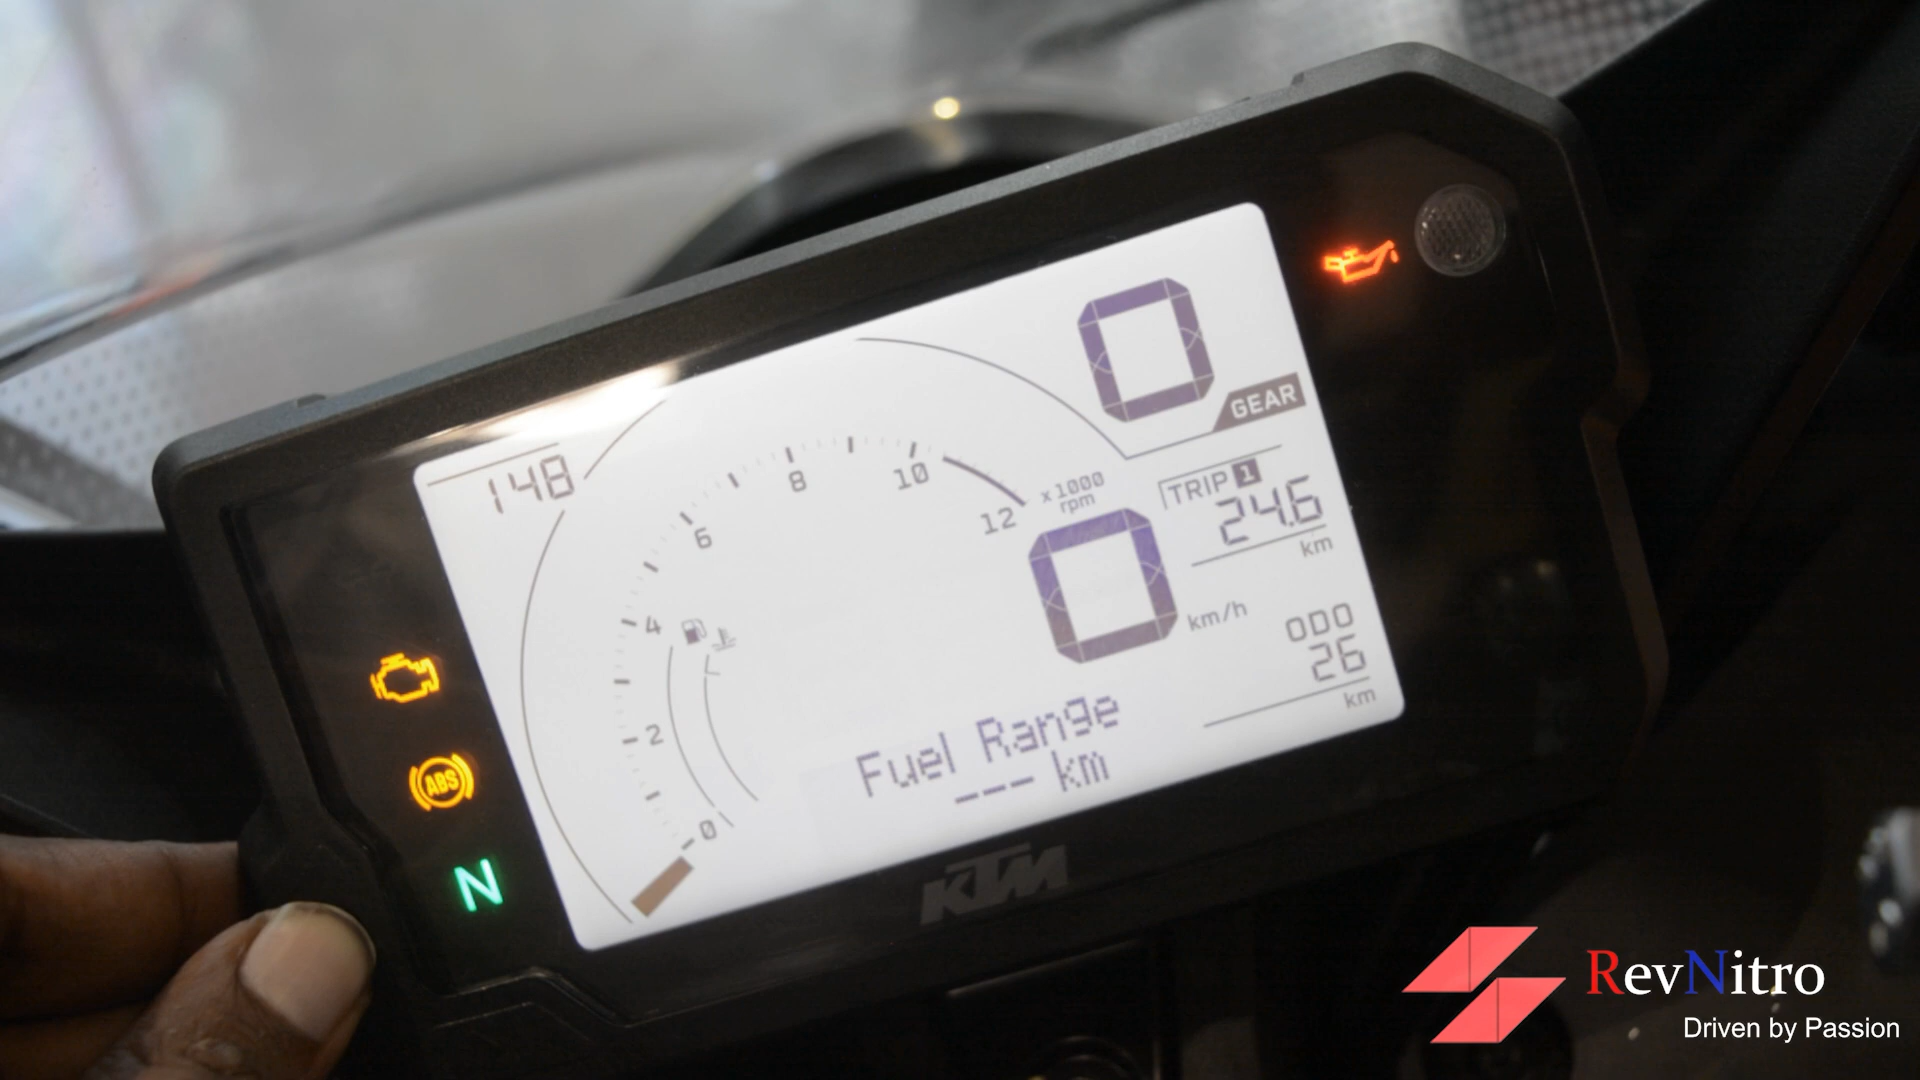 148
0
GEAR
0 2 4 6 8 10 12
x1000
rpm
TRIP 1
24.6
km
0
km/h
ODO
26
km
Fuel Range
--- km
ABS
N
KTM
RevNitro
Driven by Passion